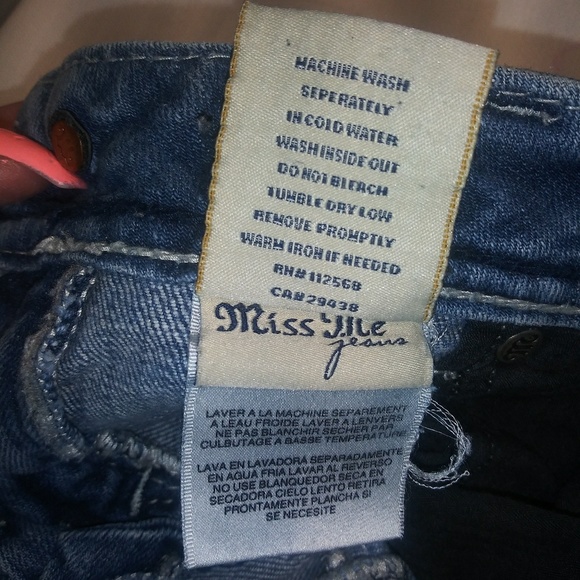 MACHINE WASH
SEPERATELY
IN COLD WATER
WASH INSIDE OUT
DO NOT BLEACH
TUMBLE DRY LOW
REMOVE PROMPTLY
WARM IRON IF NEEDED
RN# 112568
CA# 29438
Miss Me
jeans
LAVER A LA MACHINE SEPAREMENT
A LEAU FROIDE LAVER A LENVERS
NE PAS BLANCHIR SECHER PAR
CULBUTAGE A BASSE TEMPERATURE
LAVA EN LAVADORA SEPARADAMENTE
EN AGUA FRIA LAVAR AL REVERSO
NO USE BLANQUEDOR SECA EN
SECADORA CIELO LENTO RETIRA
PRONTAMENTE PLANCHA SI
SE NECESITE